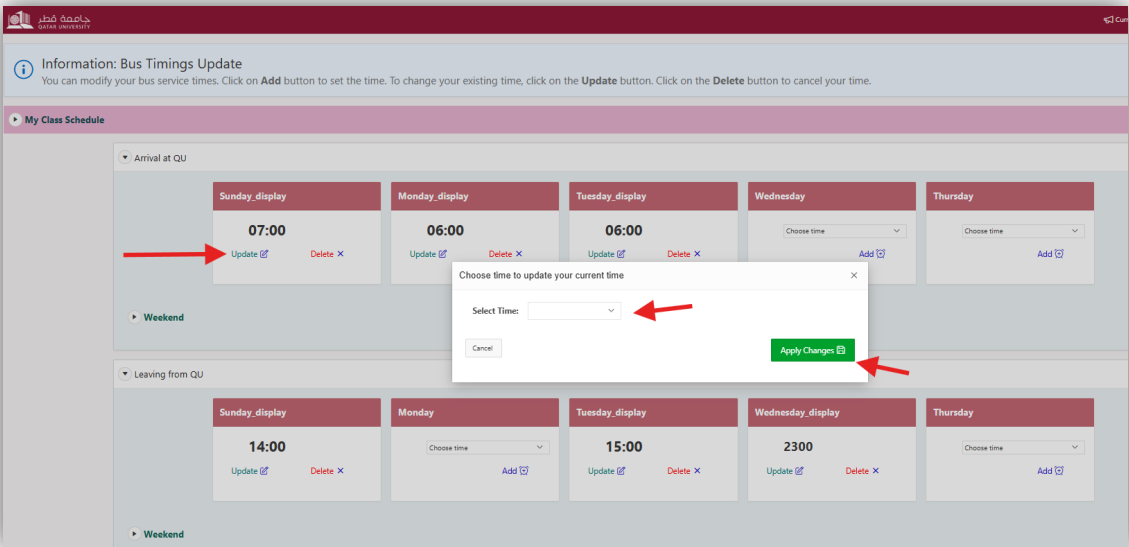 جامعة قطر
QATAR UNIVERSITY
Information: Bus Timings Update
You can modify your bus service times. Click on Add button to set the time. To change your existing time, click on the Update button. Click on the Delete button to cancel your time.
My Class Schedule
Arrival at QU
Sunday_display Monday_display Tuesday_display Wednesday Thursday
07:00 06:00 06:00 Choose time Choose time
Update Delete Update Delete Update Delete Add Add
Choose time to update your current time
Select Time:
Cancel Apply Changes
Weekend
Leaving from QU
Sunday_display Monday Tuesday_display Wednesday_display Thursday
14:00 Choose time 15:00 2300 Choose time
Update Delete Add Update Delete Update Delete Add
Weekend